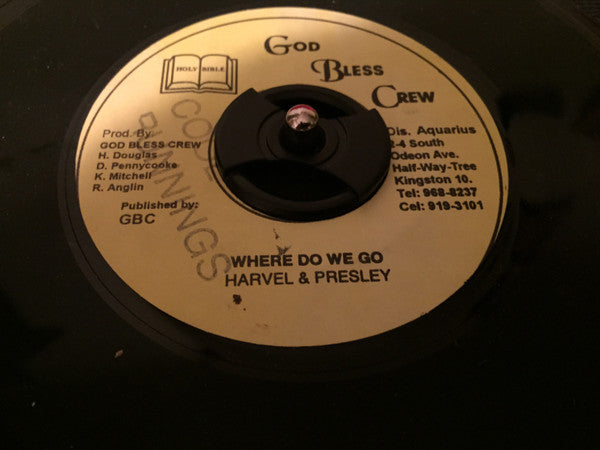 GOD
BLESS
CREW
HOLY BIBLE
Prod. By
GOD BLESS CREW
H. Douglas
D. Pennycooke
K. Mitchell
R. Anglin
Published by:
GBC
Dis. Aquarius
2-4 South
Odeon Ave.
Half-Way-Tree
Kingston 10.
Tel: 968-8237
Cel: 919-3101
WHERE DO WE GO
HARVEL & PRESLEY